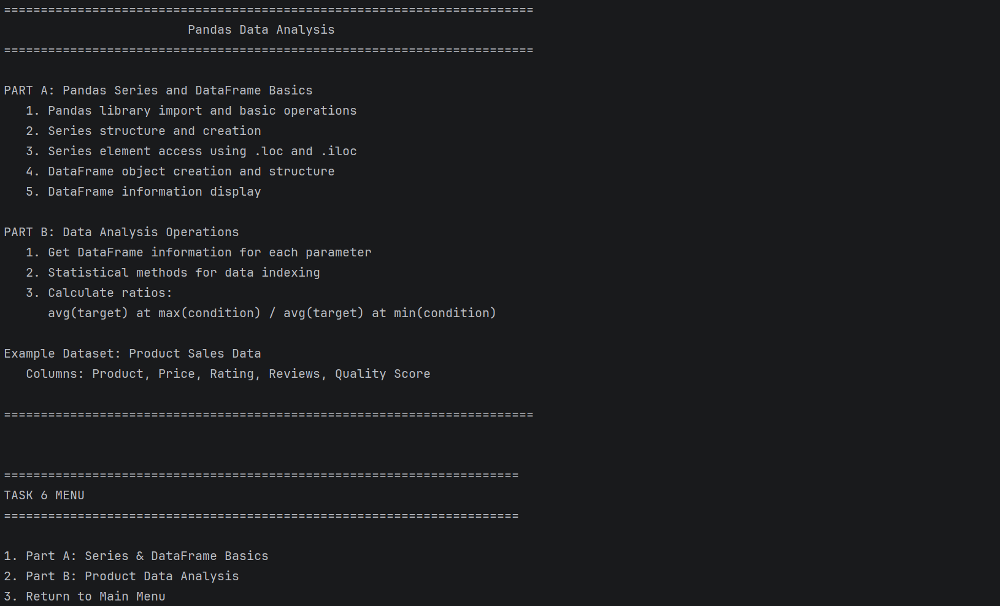 ========================================================================
                         Pandas Data Analysis
========================================================================

PART A: Pandas Series and DataFrame Basics
   1. Pandas library import and basic operations
   2. Series structure and creation
   3. Series element access using .loc and .iloc
   4. DataFrame object creation and structure
   5. DataFrame information display

PART B: Data Analysis Operations
   1. Get DataFrame information for each parameter
   2. Statistical methods for data indexing
   3. Calculate ratios:
      avg(target) at max(condition) / avg(target) at min(condition)

Example Dataset: Product Sales Data
   Columns: Product, Price, Rating, Reviews, Quality Score

========================================================================


======================================================================
TASK 6 MENU
======================================================================

1. Part A: Series & DataFrame Basics
2. Part B: Product Data Analysis
3. Return to Main Menu